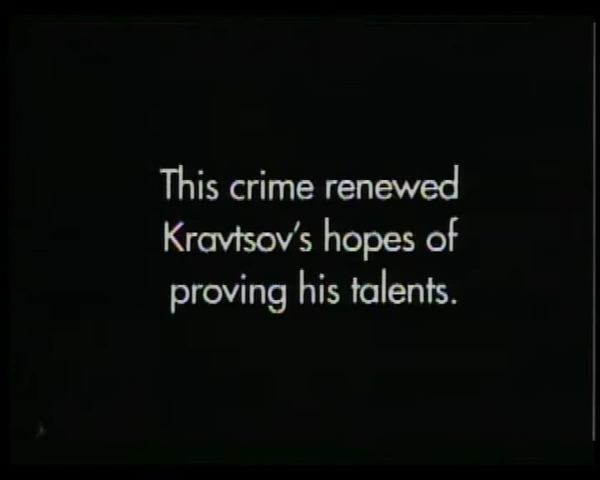 This crime renewed
Kravtsov's hopes of
proving his talents.